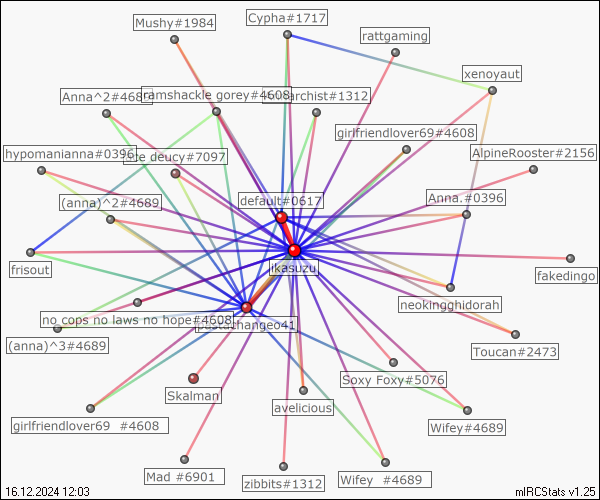 Mushy#1984
Cypha#1717
rattgaming
xenoyaut
Anna^2#4689
ramshackle gorey#4608
archist#1312
girlfriendlover69#4608
hypomanianna#0396
deucy#7097
AlpineRooster#2156
(anna)^2#4689
default#0617
Anna.#0396
frisout
ikasuzu
fakedingo
neokingghidorah
no cops no laws no hope#4608
(anna)^3#4689
Toucan#2473
Skalman
Soxy Foxy#5076
avelicious
girlfriendlover69 #4608
Wifey#4689
Mad #6901
zibbits#1312
Wifey #4689
16.12.2024 12:03
mIRCStats v1.25